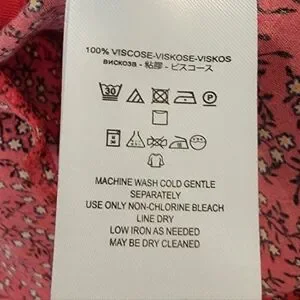 100% VISCOSE-VISKOSE-VISKOS
вискоза - 粘膠 - ビスコース
30
P
MACHINE WASH COLD GENTLE
SEPARATELY
USE ONLY NON-CHLORINE BLEACH
LINE DRY
LOW IRON AS NEEDED
MAY BE DRY CLEANED